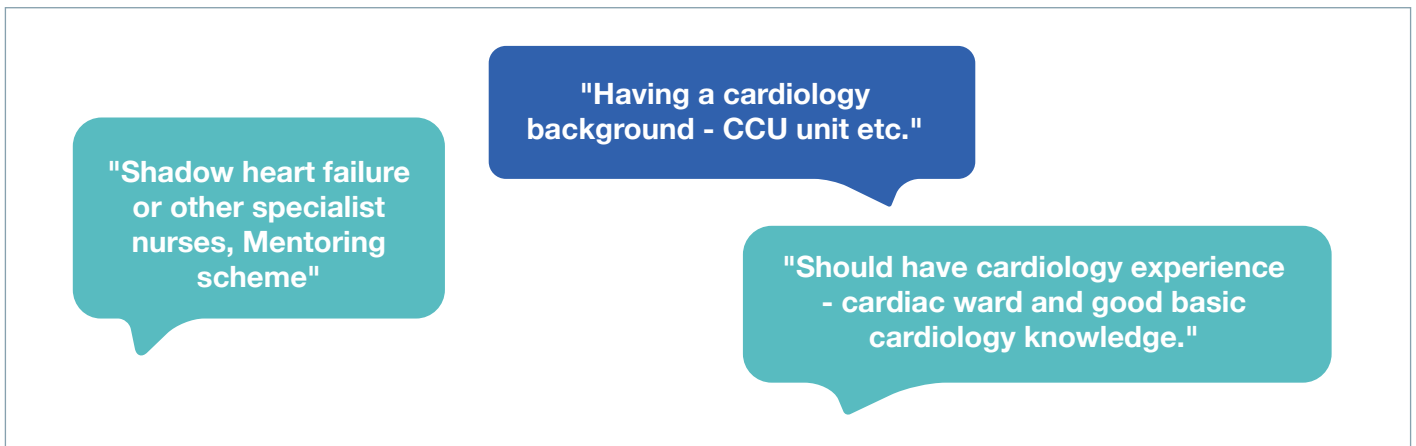 "Having a cardiology
background - CCU unit etc."
"Shadow heart failure
or other specialist
nurses, Mentoring
scheme"
"Should have cardiology experience
- cardiac ward and good basic
cardiology knowledge."